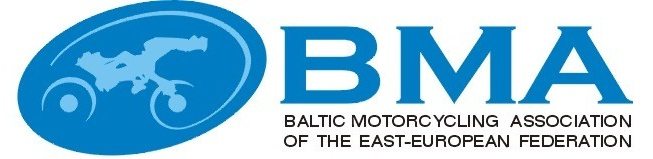 BMA
BALTIC MOTORCYCLING ASSOCIATION
OF THE EAST-EUROPEAN FEDERATION